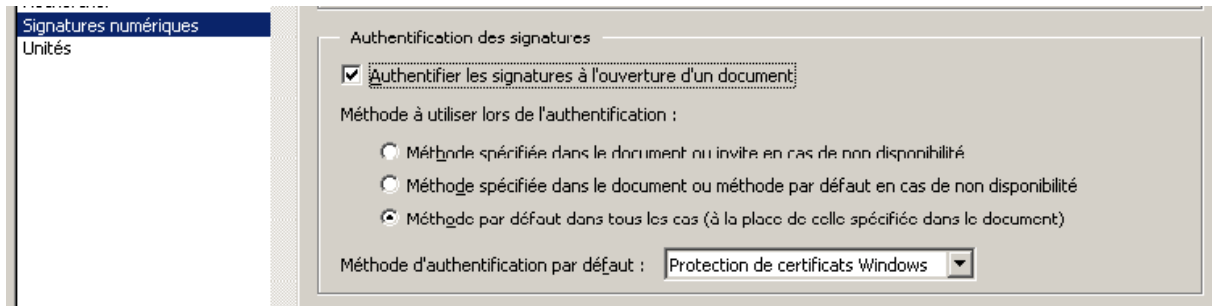 Rechercher
Signatures numériques
Unités
Authentification des signatures
Authentifier les signatures à l'ouverture d'un document
Méthode à utiliser lors de l'authentification :
Méthode spécifiée dans le document ou invite en cas de non disponibilité
Méthode spécifiée dans le document ou méthode par défaut en cas de non disponibilité
Méthode par défaut dans tous les cas (à la place de celle spécifiée dans le document)
Méthode d'authentification par défaut : Protection de certificats Windows